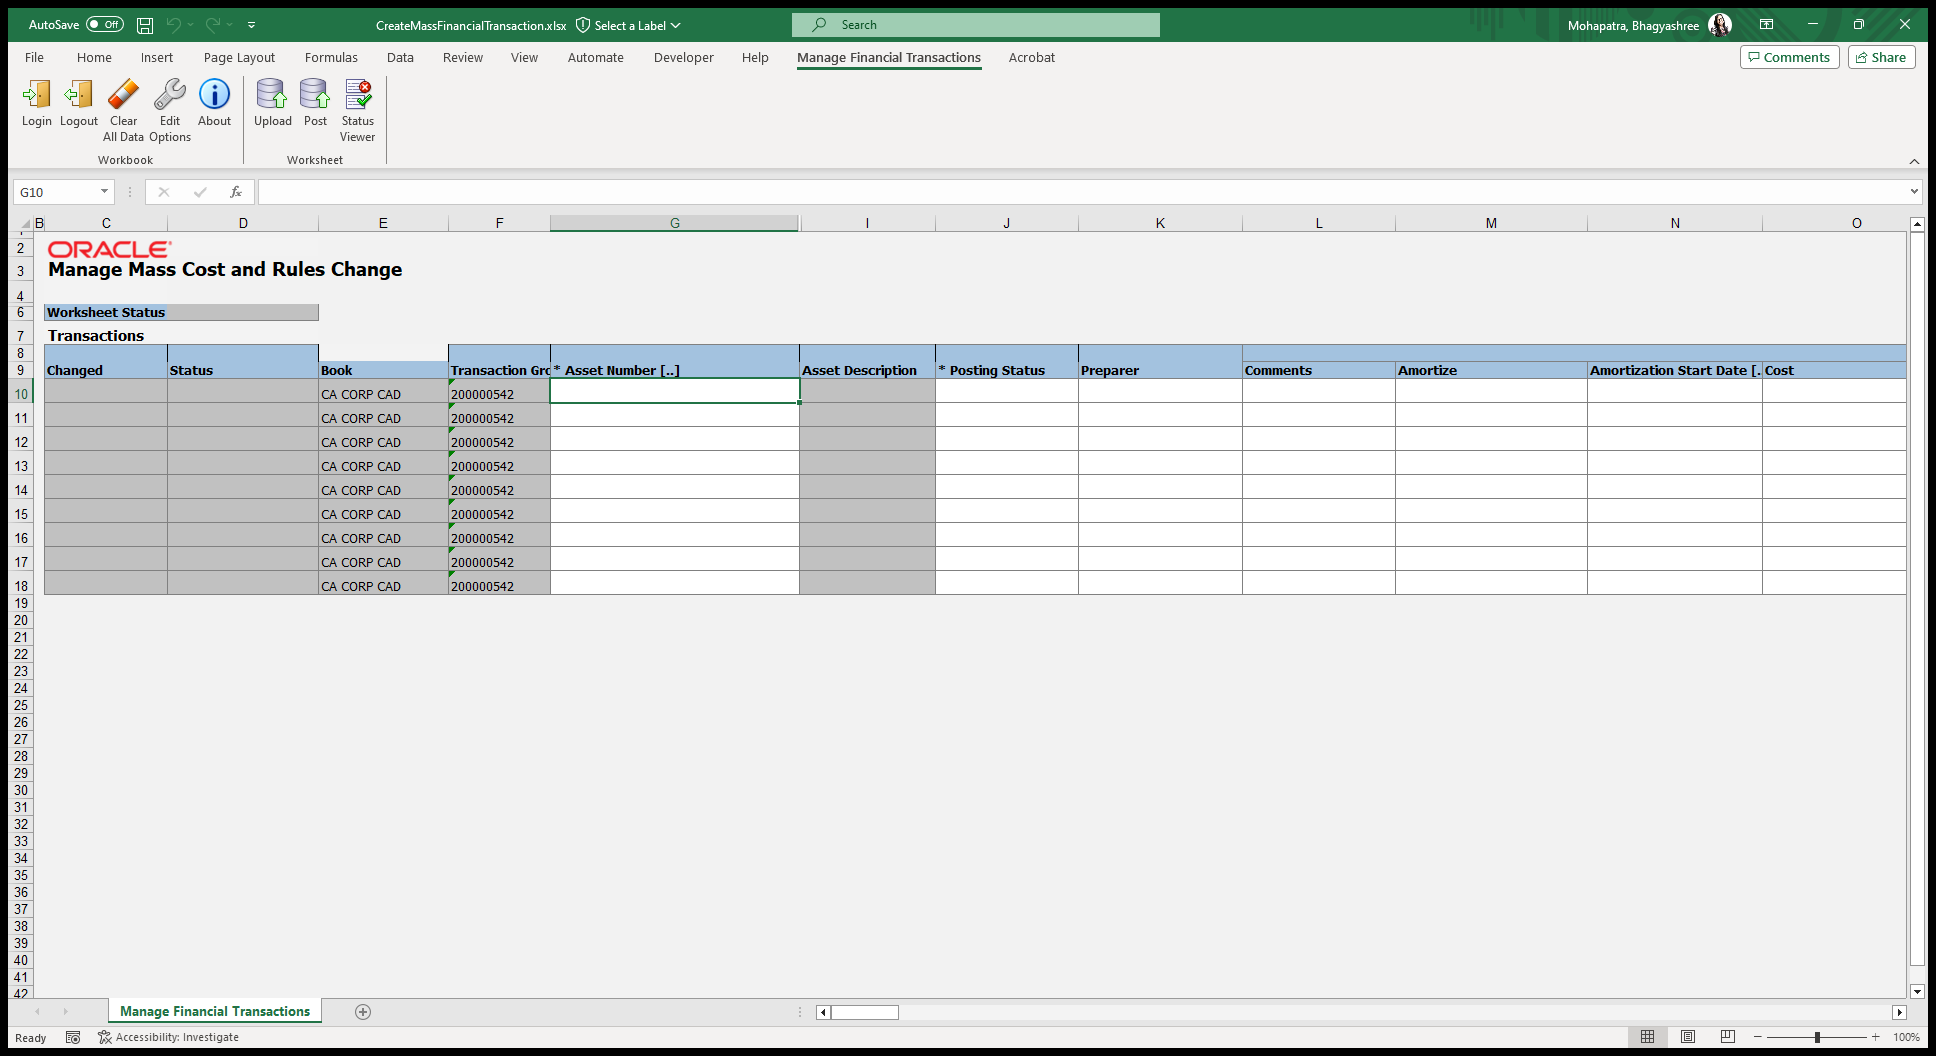 AutoSave Off CreateMassFinancialTransaction.xlsx Select a Label Search Mohapatra, Bhagyashree
File Home Insert Page Layout Formulas Data Review View Automate Developer Help Manage Financial Transactions Acrobat Comments Share
Login Logout Clear All Data Edit Options About Upload Post Status Viewer
Workbook Worksheet
G10 fx
B C D E F G I J K L M N O
2 ORACLE
3 Manage Mass Cost and Rules Change
4
6 Worksheet Status
7 Transactions
8
9 Changed Status Book Transaction Gro * Asset Number [..] Asset Description * Posting Status Preparer Comments Amortize Amortization Start Date [. Cost
10 CA CORP CAD 200000542
11 CA CORP CAD 200000542
12 CA CORP CAD 200000542
13 CA CORP CAD 200000542
14 CA CORP CAD 200000542
15 CA CORP CAD 200000542
16 CA CORP CAD 200000542
17 CA CORP CAD 200000542
18 CA CORP CAD 200000542
19
20
21
22
23
24
25
26
27
28
29
30
31
32
33
34
35
36
37
38
39
40
41
42
Manage Financial Transactions
Ready Accessibility: Investigate 100%